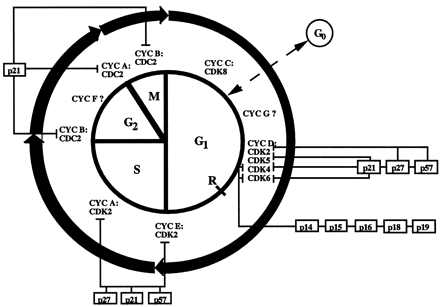 G0
CYC B:
CDC2
CYC A:
CDC2
CYC C:
CDK8
p21
CYC F ?
M
CYC G ?
G2
G1
CYC B:
CDC2
CYC D:
CDK2
CDK5
CDK4
CDK6
p21
p27
p57
S
R
CYC A:
CDK2
CYC E:
CDK2
p14
p15
p16
p18
p19
p27
p21
p57